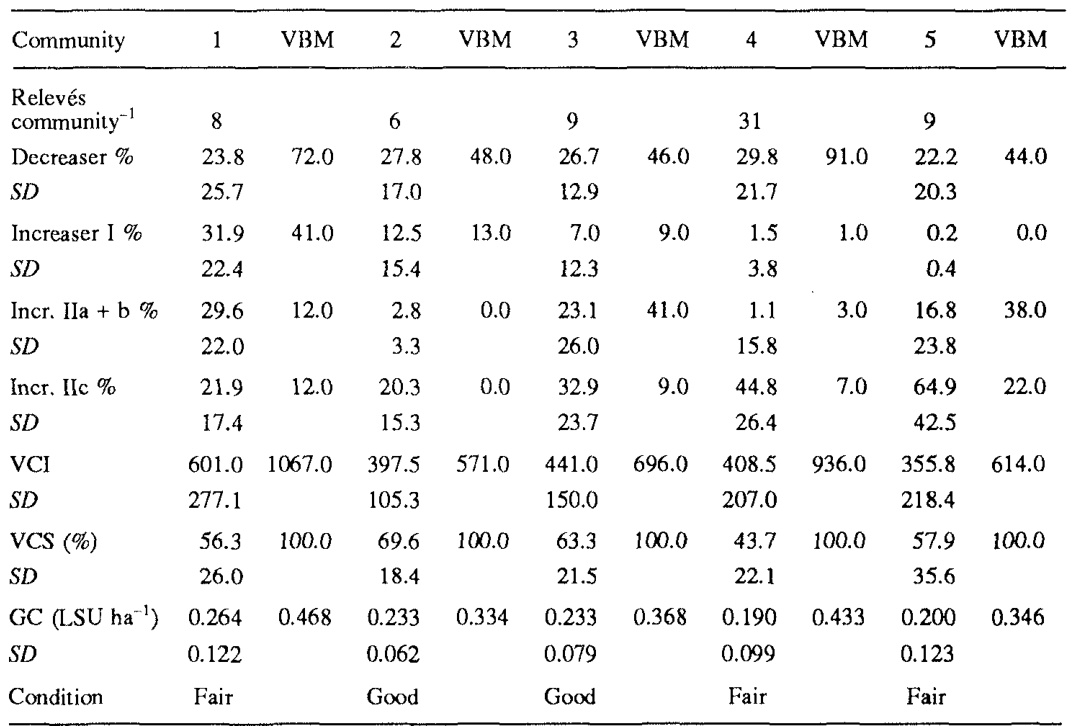 Community 1 VBM 2 VBM 3 VBM 4 VBM 5 VBM
Relevés
community⁻¹ 8 6 9 31 9
Decreaser % 23.8 72.0 27.8 48.0 26.7 46.0 29.8 91.0 22.2 44.0
SD 25.7 17.0 12.9 21.7 20.3
Increaser I % 31.9 41.0 12.5 13.0 7.0 9.0 1.5 1.0 0.2 0.0
SD 22.4 15.4 12.3 3.8 0.4
Incr. IIa + b % 29.6 12.0 2.8 0.0 23.1 41.0 1.1 3.0 16.8 38.0
SD 22.0 3.3 26.0 15.8 23.8
Incr. IIc % 21.9 12.0 20.3 0.0 32.9 9.0 44.8 7.0 64.9 22.0
SD 17.4 15.3 23.7 26.4 42.5
VCI 601.0 1067.0 397.5 571.0 441.0 696.0 408.5 936.0 355.8 614.0
SD 277.1 105.3 150.0 207.0 218.4
VCS (%) 56.3 100.0 69.6 100.0 63.3 100.0 43.7 100.0 57.9 100.0
SD 26.0 18.4 21.5 22.1 35.6
GC (LSU ha⁻¹) 0.264 0.468 0.233 0.334 0.233 0.368 0.190 0.433 0.200 0.346
SD 0.122 0.062 0.079 0.099 0.123
Condition Fair Good Good Fair Fair